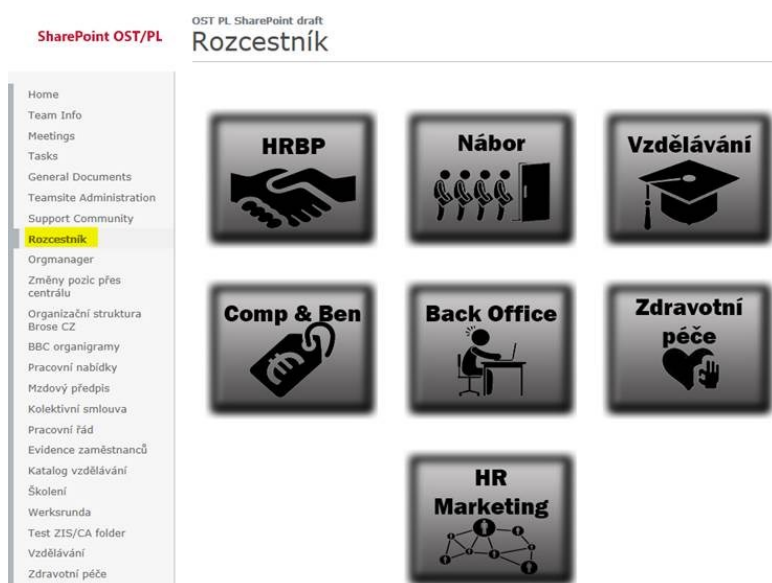 SharePoint OST/PL
OST PL SharePoint draft
Rozcestník
Home
Team Info
Meetings
Tasks
General Documents
Teamsite Administration
Support Community
Rozcestník
Orgmanager
Změny pozic přes
centrálu
Organizační struktura
Brose CZ
BBC organigramy
Pracovní nabídky
Mzdový předpis
Kolektivní smlouva
Pracovní řád
Evidence zaměstnanců
Katalog vzdělávání
Školení
Werksrunda
Test ZIS/CA folder
Vzdělávání
Zdravotní péče
HRBP
Nábor
Vzdělávání
Comp & Ben
€
Back Office
Zdravotní
péče
HR
Marketing